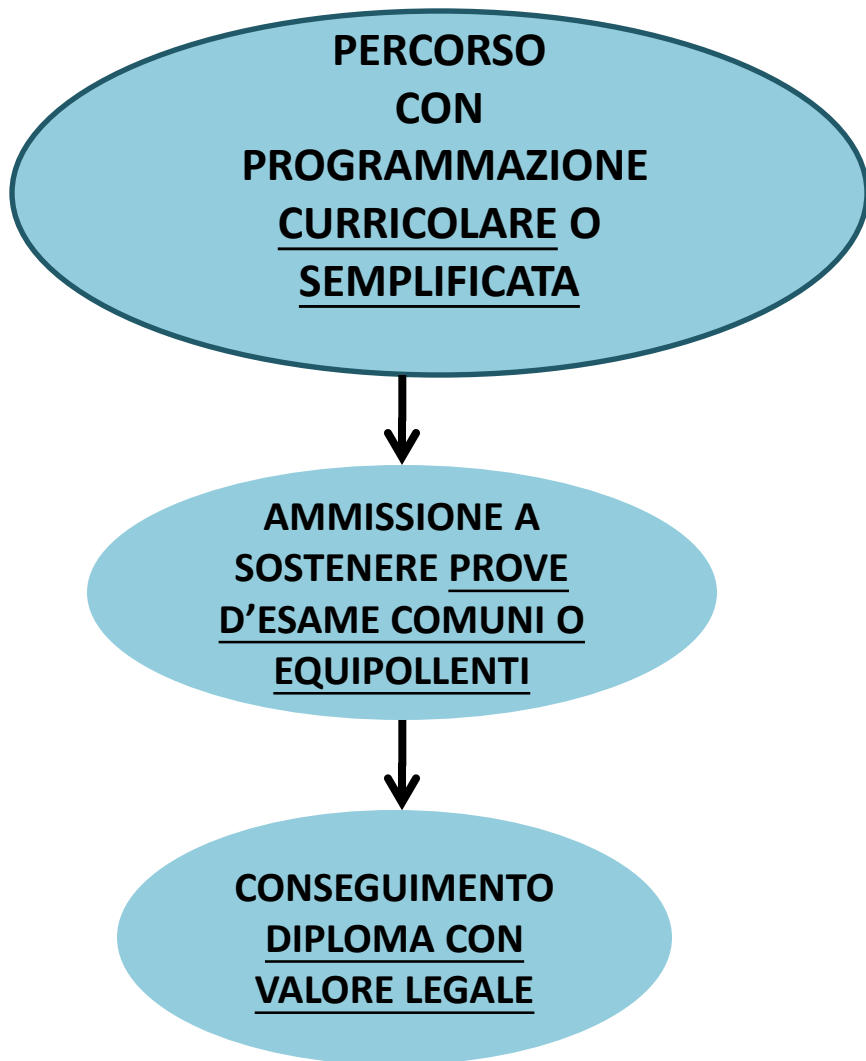 PERCORSO
CON
PROGRAMMAZIONE
CURRICOLARE O
SEMPLIFICATA
AMMISSIONE A
SOSTENERE PROVE
D’ESAME COMUNI O
EQUIPOLLENTI
CONSEGUIMENTO
DIPLOMA CON
VALORE LEGALE